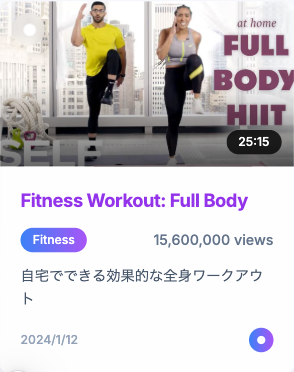 at home
FULL
BODY
HIIT
SELF
25:15
Fitness Workout: Full Body
Fitness
15,600,000 views
自宅でできる効果的な全身ワークアウ
ト
2024/1/12